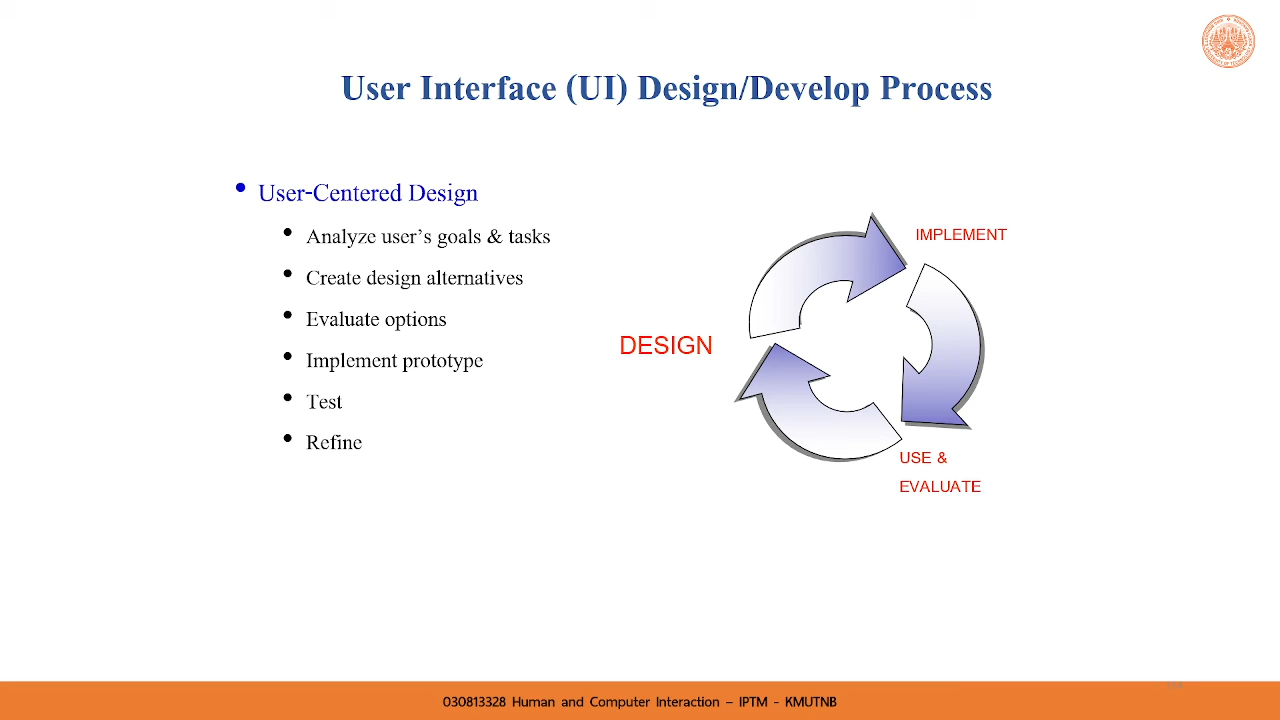 User Interface (UI) Design/Develop Process
• User-Centered Design
• Analyze user’s goals & tasks
• Create design alternatives
• Evaluate options
• Implement prototype
• Test
• Refine
IMPLEMENT
DESIGN
USE &
EVALUATE
030813328 Human and Computer Interaction – IPTM - KMUTNB